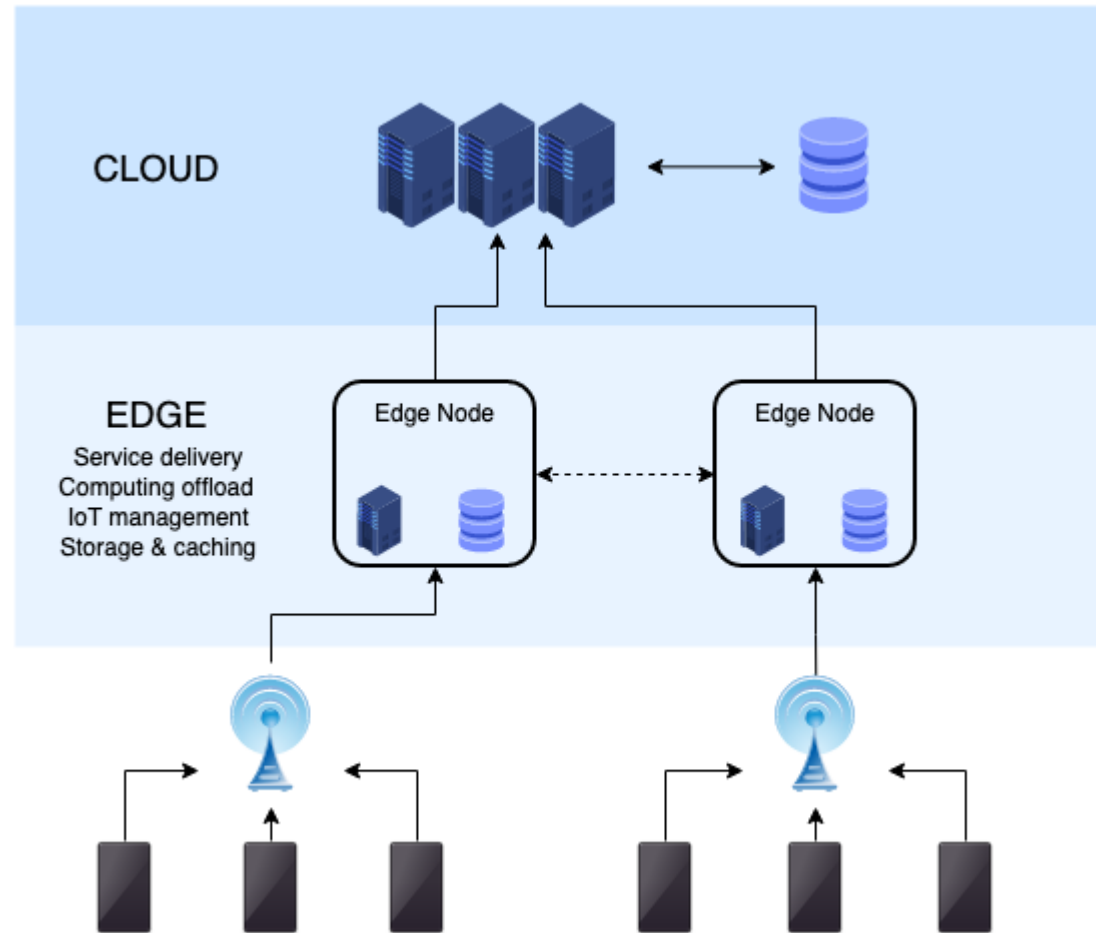 CLOUD
EDGE
Service delivery
Computing offload
IoT management
Storage & caching
Edge Node
Edge Node